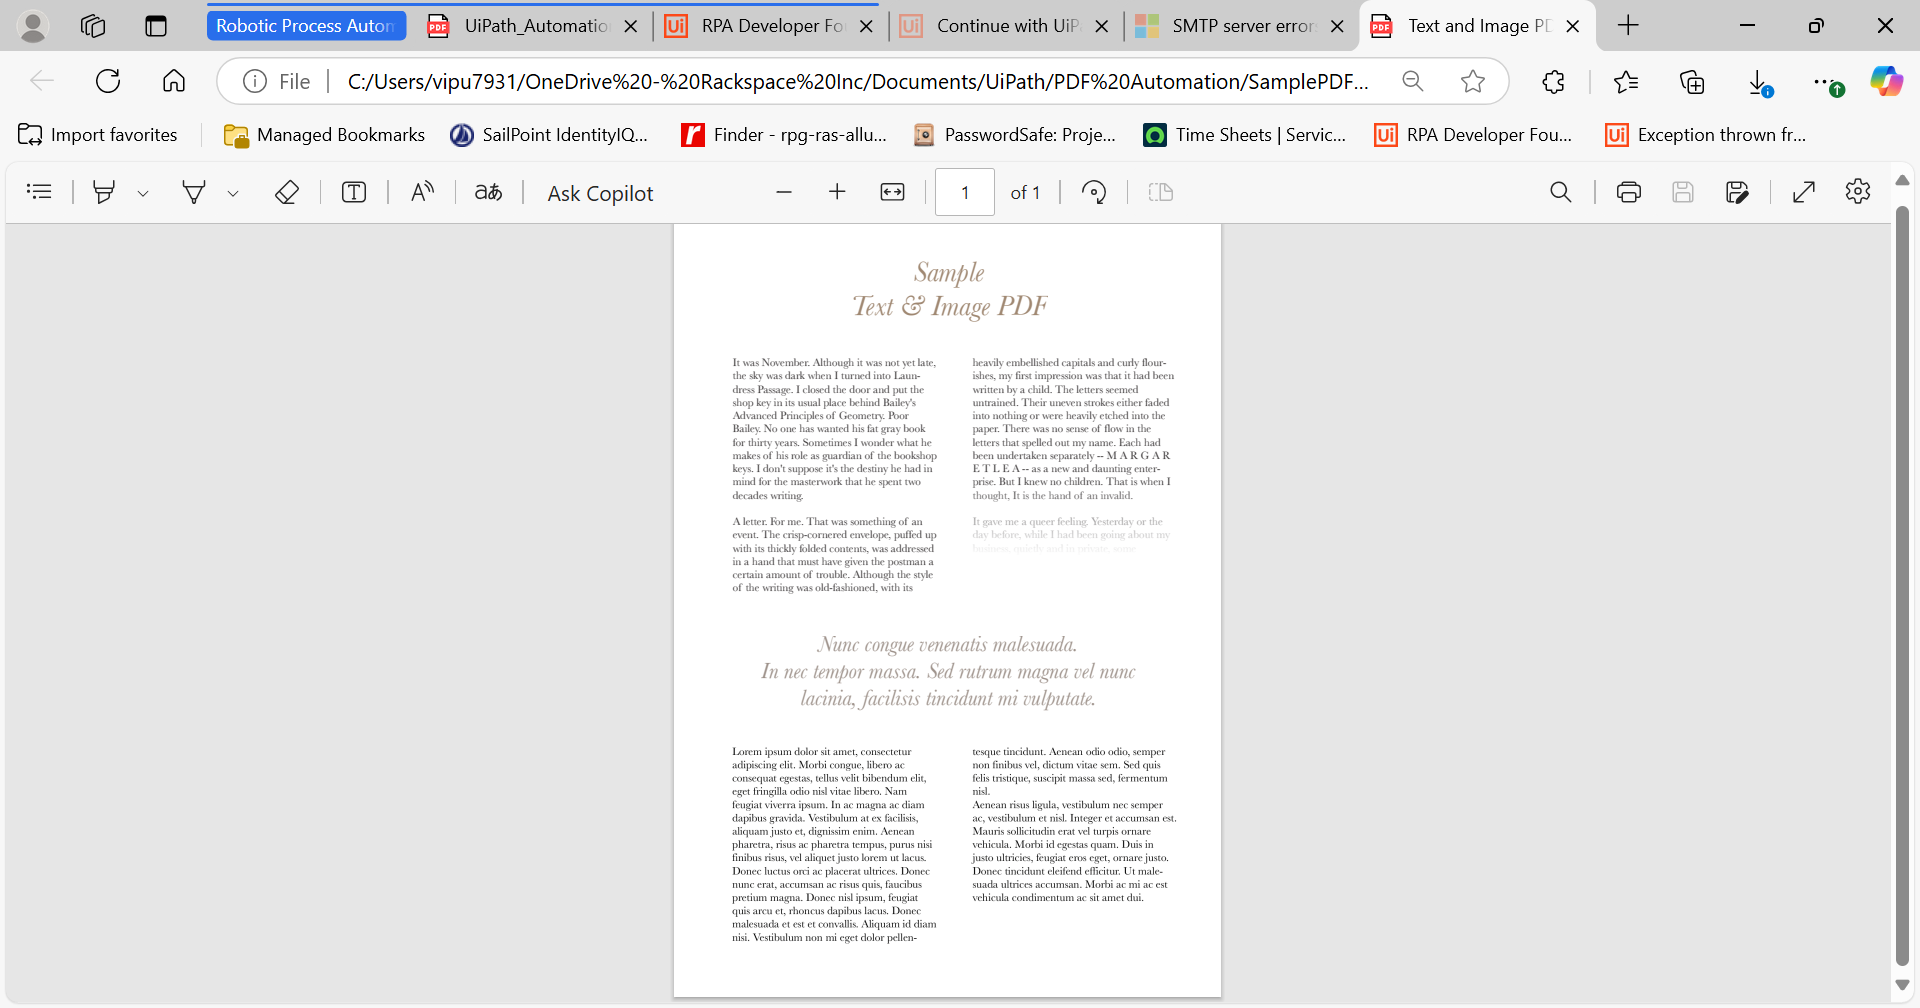 Robotic Process Autom
UiPath_Automatio
RPA Developer Fo
Continue with UiP
SMTP server error
Text and Image PD
File
C:/Users/vipu7931/OneDrive%20-%20Rackspace%20Inc/Documents/UiPath/PDF%20Automation/SamplePDF...
Import favorites
Managed Bookmarks
SailPoint IdentityIQ...
Finder - rpg-ras-allu...
PasswordSafe: Proje...
Time Sheets | Servic...
RPA Developer Fou...
Exception thrown fr...
Ask Copilot
1
of 1
Sample
Text & Image PDF
It was November. Although it was not yet late,
the sky was dark when I turned into Laun-
dress Passage. I closed the door and put the
shop key in its usual place behind Bailey's
Advanced Principles of Geometry. Poor
Bailey. No one has wanted his fat gray book
for thirty years. Sometimes I wonder what he
makes of his role as guardian of the bookshop
keys. I don't suppose it's the destiny he had in
mind for the masterwork that he spent two
decades writing.
A letter. For me. That was something of an
event. The crisp-cornered envelope, puffed up
with its thickly folded contents, was addressed
in a hand that must have given the postman a
certain amount of trouble. Although the style
of the writing was old-fashioned, with its
heavily embellished capitals and curly flour-
ishes, my first impression was that it had been
written by a child. The letters seemed
untrained. Their uneven strokes either faded
into nothing or were heavily etched into the
paper. There was no sense of flow in the
letters that spelled out my name. Each had
been undertaken separately -- M A R G A R
E T L E A -- as a new and daunting enter-
prise. But I knew no children. That is when I
thought, It is the hand of an invalid.
It gave me a queer feeling. Yesterday or the
day before, while I had been going about my
business, quietly and in private, some
Nunc congue venenatis malesuada.
In nec tempor massa. Sed rutrum magna vel nunc
lacinia, facilisis tincidunt mi vulputate.
Lorem ipsum dolor sit amet, consectetur
adipiscing elit. Morbi congue, libero ac
consequat egestas, tellus velit bibendum elit,
eget fringilla odio nisl vitae libero. Nam
feugiat viverra ipsum. In ac magna ac diam
dapibus gravida. Vestibulum at ex facilisis,
aliquam justo et, dignissim enim. Aenean
pharetra, risus ac pharetra tempus, purus nisi
finibus risus, vel aliquet justo lorem ut lacus.
Donec luctus orci ac placerat ultrices. Donec
nunc erat, accumsan ac risus quis, faucibus
pretium magna. Donec nisl ipsum, feugiat
quis arcu et, rhoncus dapibus lacus. Donec
malesuada et est et convallis. Aliquam id diam
nisi. Vestibulum non mi eget dolor pellen-
tesque tincidunt. Aenean odio odio, semper
non finibus vel, dictum vitae sem. Sed quis
felis tristique, suscipit massa sed, fermentum
nisl.
Aenean risus ligula, vestibulum nec semper
ac, vestibulum et nisl. Integer et accumsan est.
Mauris sollicitudin erat vel turpis ornare
vehicula. Morbi id egestas quam. Duis in
justo ultricies, feugiat eros eget, ornare justo.
Donec tincidunt eleifend efficitur. Ut male-
suada ultrices accumsan. Morbi ac mi ac est
vehicula condimentum ac sit amet dui.